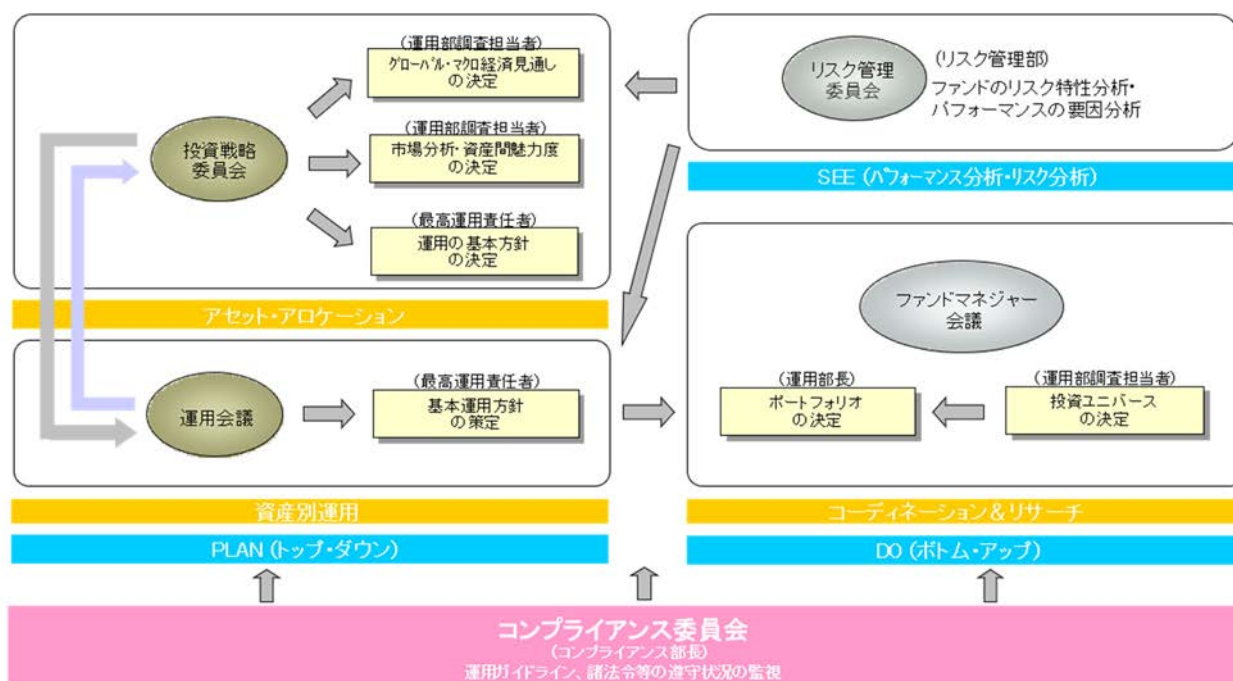 (運用部調査担当者)
グローバル・マクロ経済見通し
の決定
投資戦略
委員会
(運用部調査担当者)
市場分析・資産間魅力度
の決定
(最高運用責任者)
運用の基本方針
の決定
アセット・アロケーション
リスク管理
委員会
(リスク管理部)
ファンドのリスク特性分析・
パフォーマンスの要因分析
SEE (パフォーマンス分析・リスク分析)
運用会議
(最高運用責任者)
基本運用方針
の策定
資産別運用
PLAN (トップ・ダウン)
ファンドマネジャー
会議
(運用部長)
ポートフォリオ
の決定
(運用部調査担当者)
投資ユニバース
の決定
コーディネーション&リサーチ
DO (ボトム・アップ)
コンプライアンス委員会
(コンプライアンス部長)
運用ガイドライン、諸法令等の遵守状況の監視